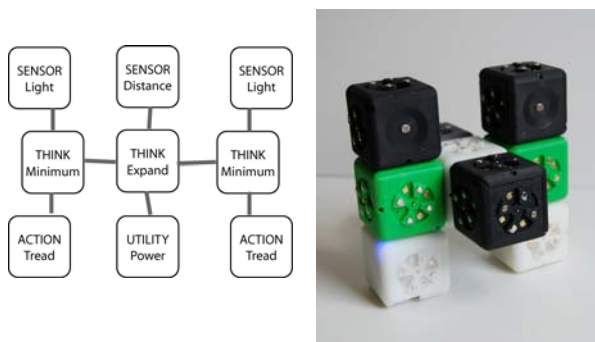 SENSOR
Light
SENSOR
Distance
SENSOR
Light
THINK
Minimum
THINK
Expand
THINK
Minimum
ACTION
Tread
UTILITY
Power
ACTION
Tread